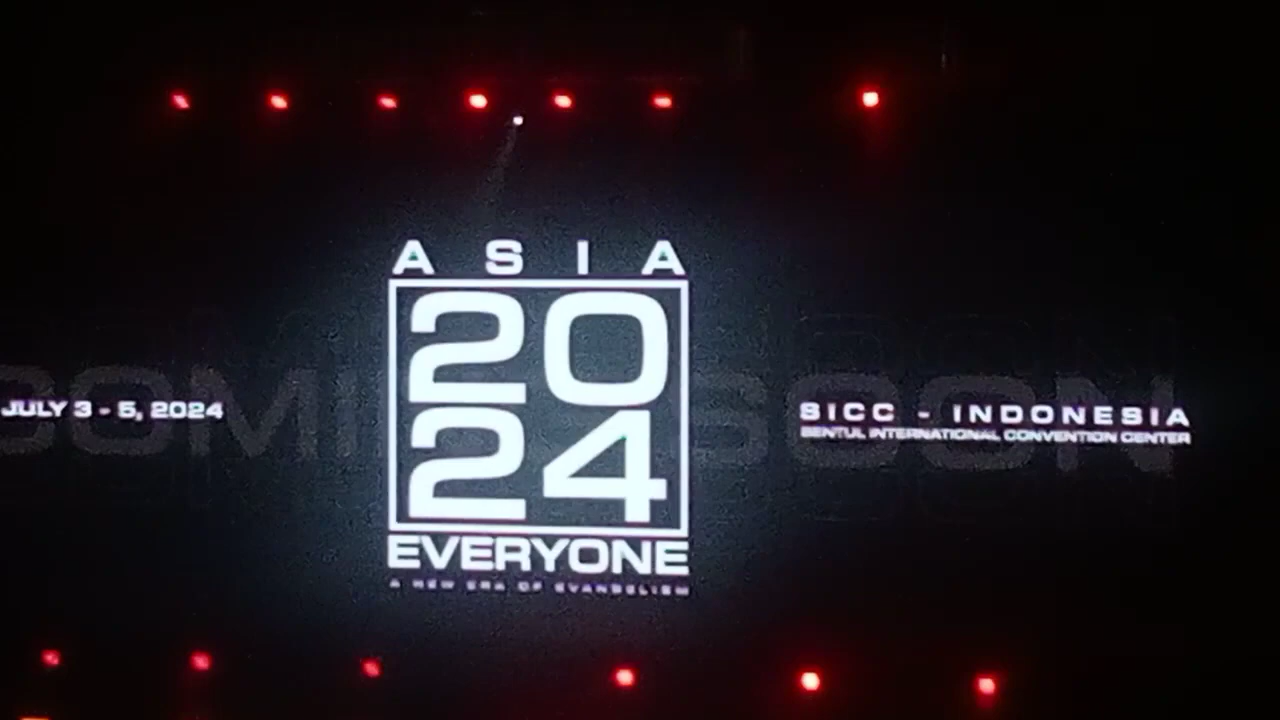 ASIA
20
24
EVERYONE
A NEW ERA OF EVANGELISM
JULY 3 - 5, 2024
SICC - INDONESIA
SENTUL INTERNATIONAL CONVENTION CENTER